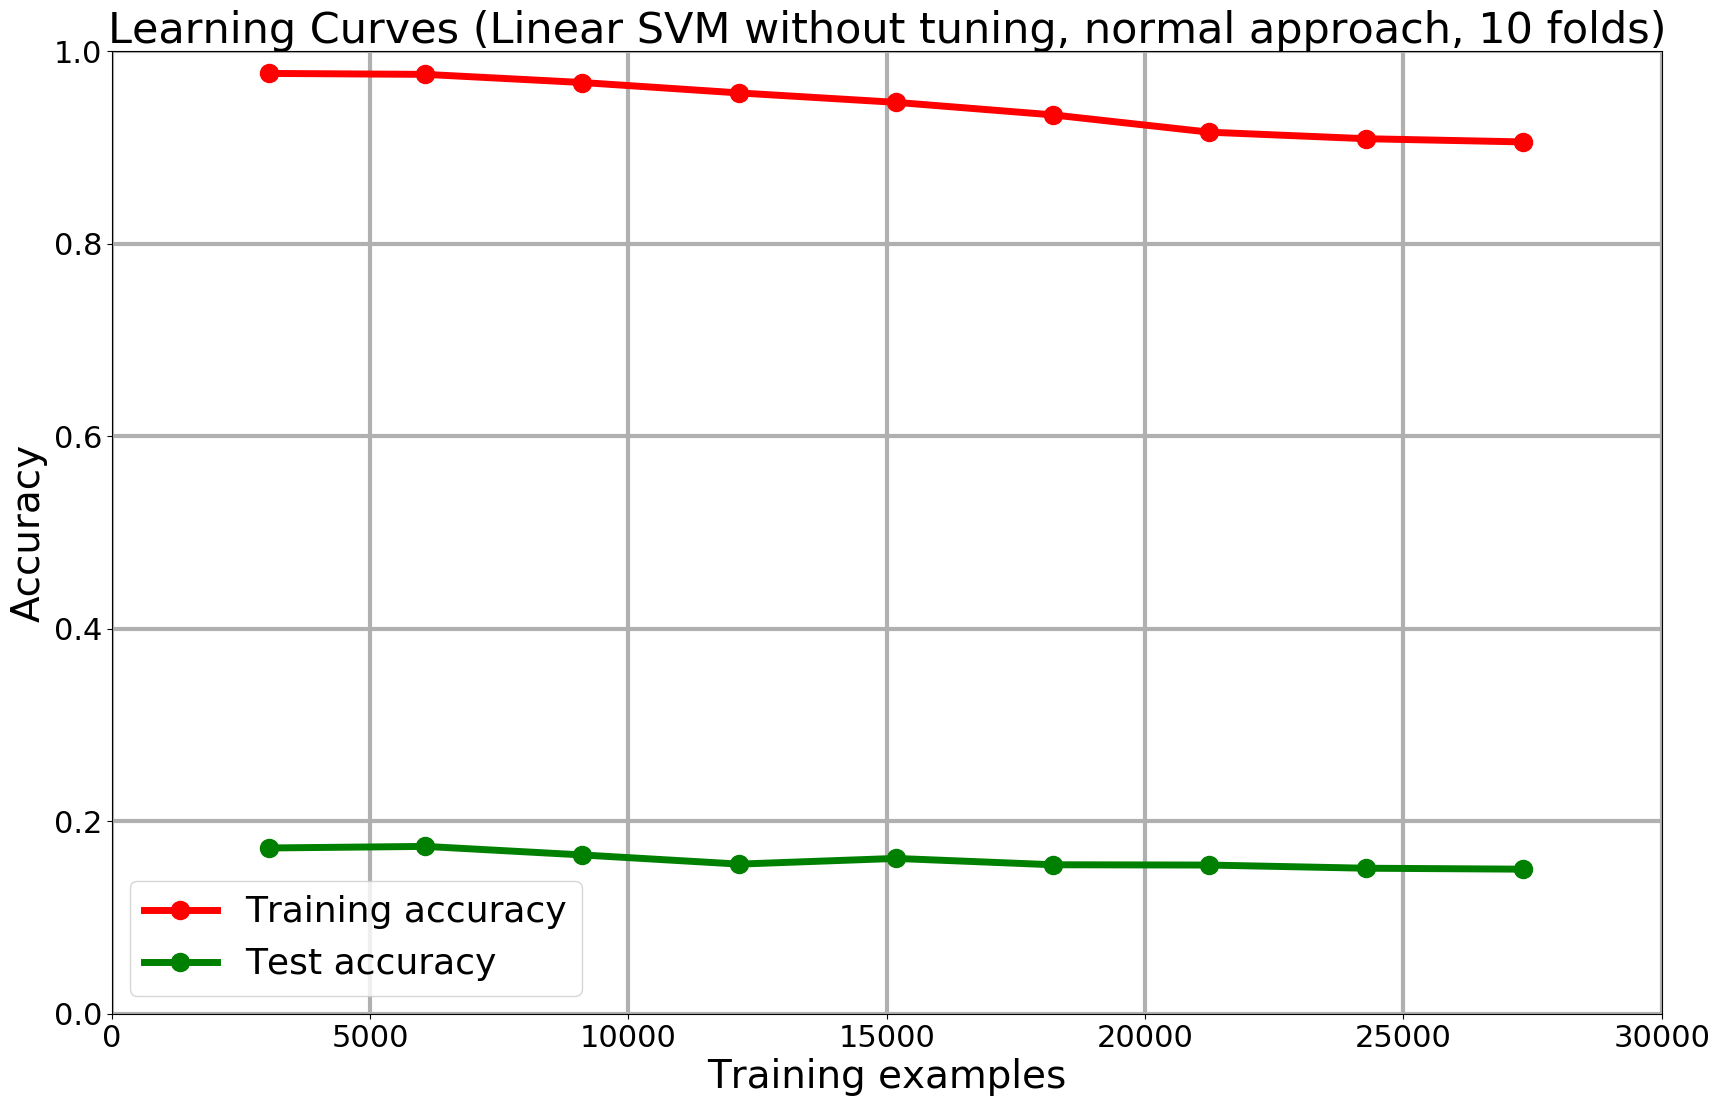 Learning Curves (Linear SVM without tuning, normal approach, 10 folds)
1.0
0.8
0.6
0.4
0.2
0.0
Accuracy
Training accuracy
Test accuracy
0 5000 10000 15000 20000 25000 30000
Training examples